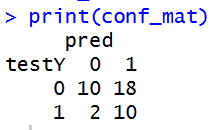 > print(conf_mat)
pred
testY 0 1
0 10 18
1 2 10